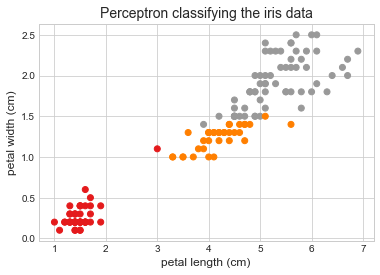 Perceptron classifying the iris data
petal width (cm)
2.5
2.0
1.5
1.0
0.5
0.0
1 2 3 4 5 6 7
petal length (cm)